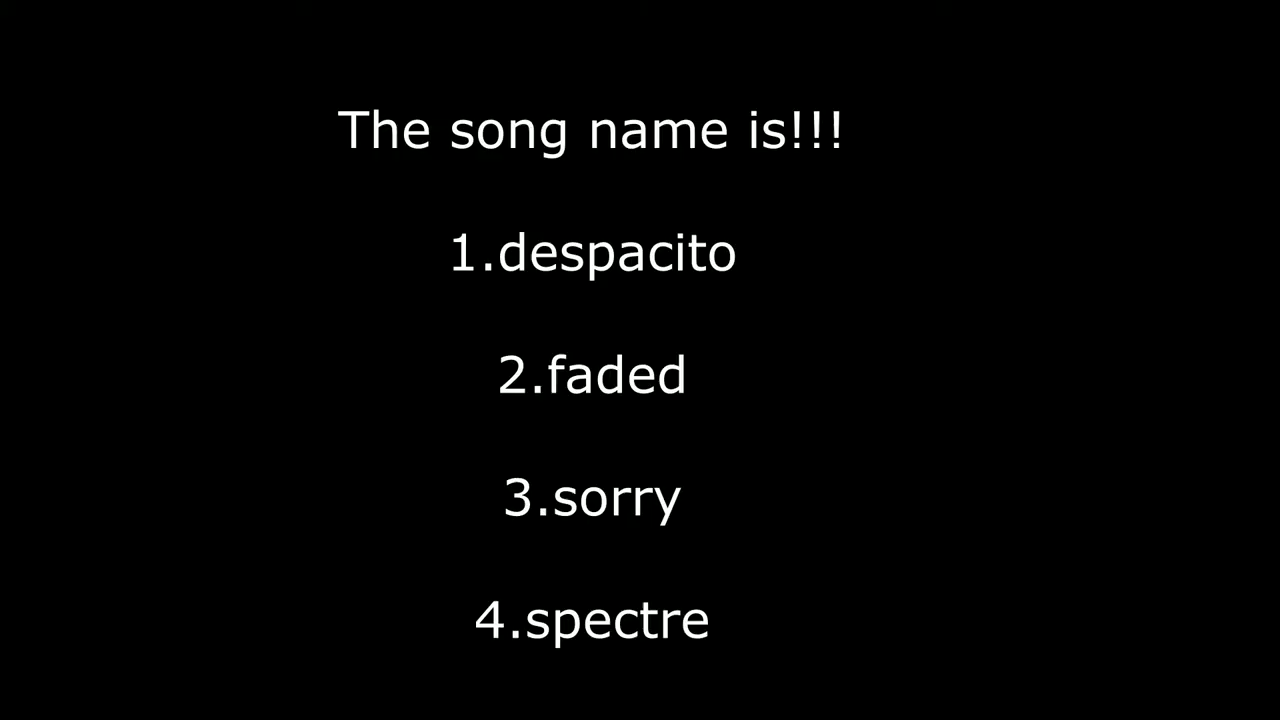 The song name is!!!
1.despacito
2.faded
3.sorry
4.spectre